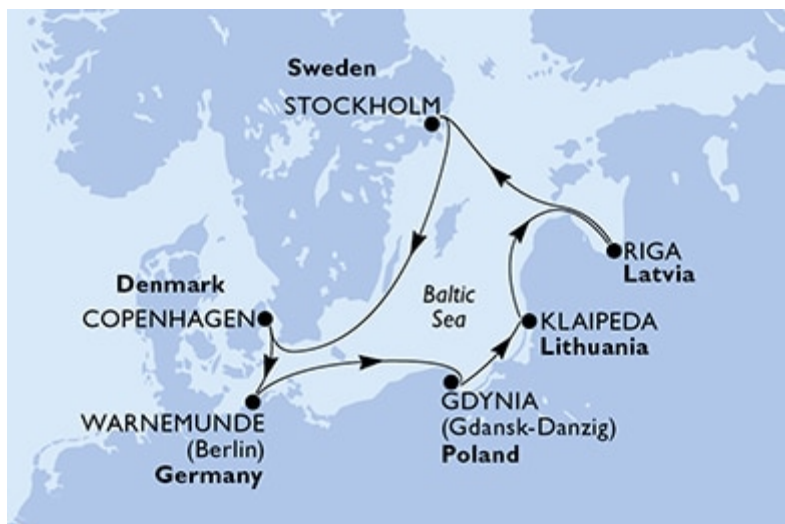 Sweden
STOCKHOLM
Denmark
COPENHAGEN
Baltic
Sea
RIGA
Latvia
KLAIPEDA
Lithuania
WARNEMUNDE
(Berlin)
Germany
GDYNIA
(Gdansk-Danzig)
Poland